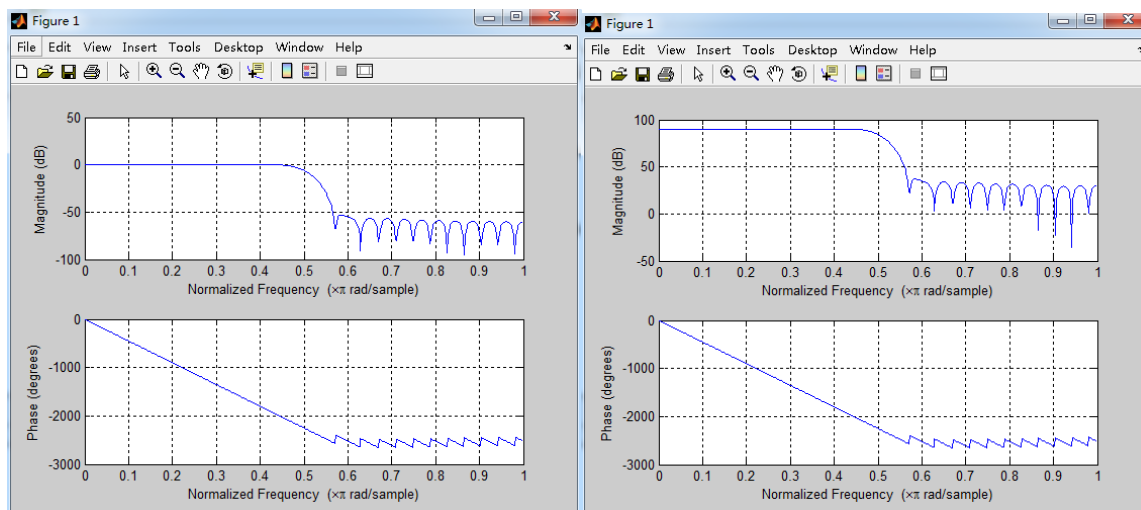 Figure 1
File Edit View Insert Tools Desktop Window Help
50
0
-50
-100
Magnitude (dB)
0 0.1 0.2 0.3 0.4 0.5 0.6 0.7 0.8 0.9 1
Normalized Frequency (×π rad/sample)
0
-1000
-2000
-3000
Phase (degrees)
0 0.1 0.2 0.3 0.4 0.5 0.6 0.7 0.8 0.9 1
Normalized Frequency (×π rad/sample)
Figure 1
File Edit View Insert Tools Desktop Window Help
100
50
0
-50
Magnitude (dB)
0 0.1 0.2 0.3 0.4 0.5 0.6 0.7 0.8 0.9 1
Normalized Frequency (×π rad/sample)
0
-1000
-2000
-3000
Phase (degrees)
0 0.1 0.2 0.3 0.4 0.5 0.6 0.7 0.8 0.9 1
Normalized Frequency (×π rad/sample)